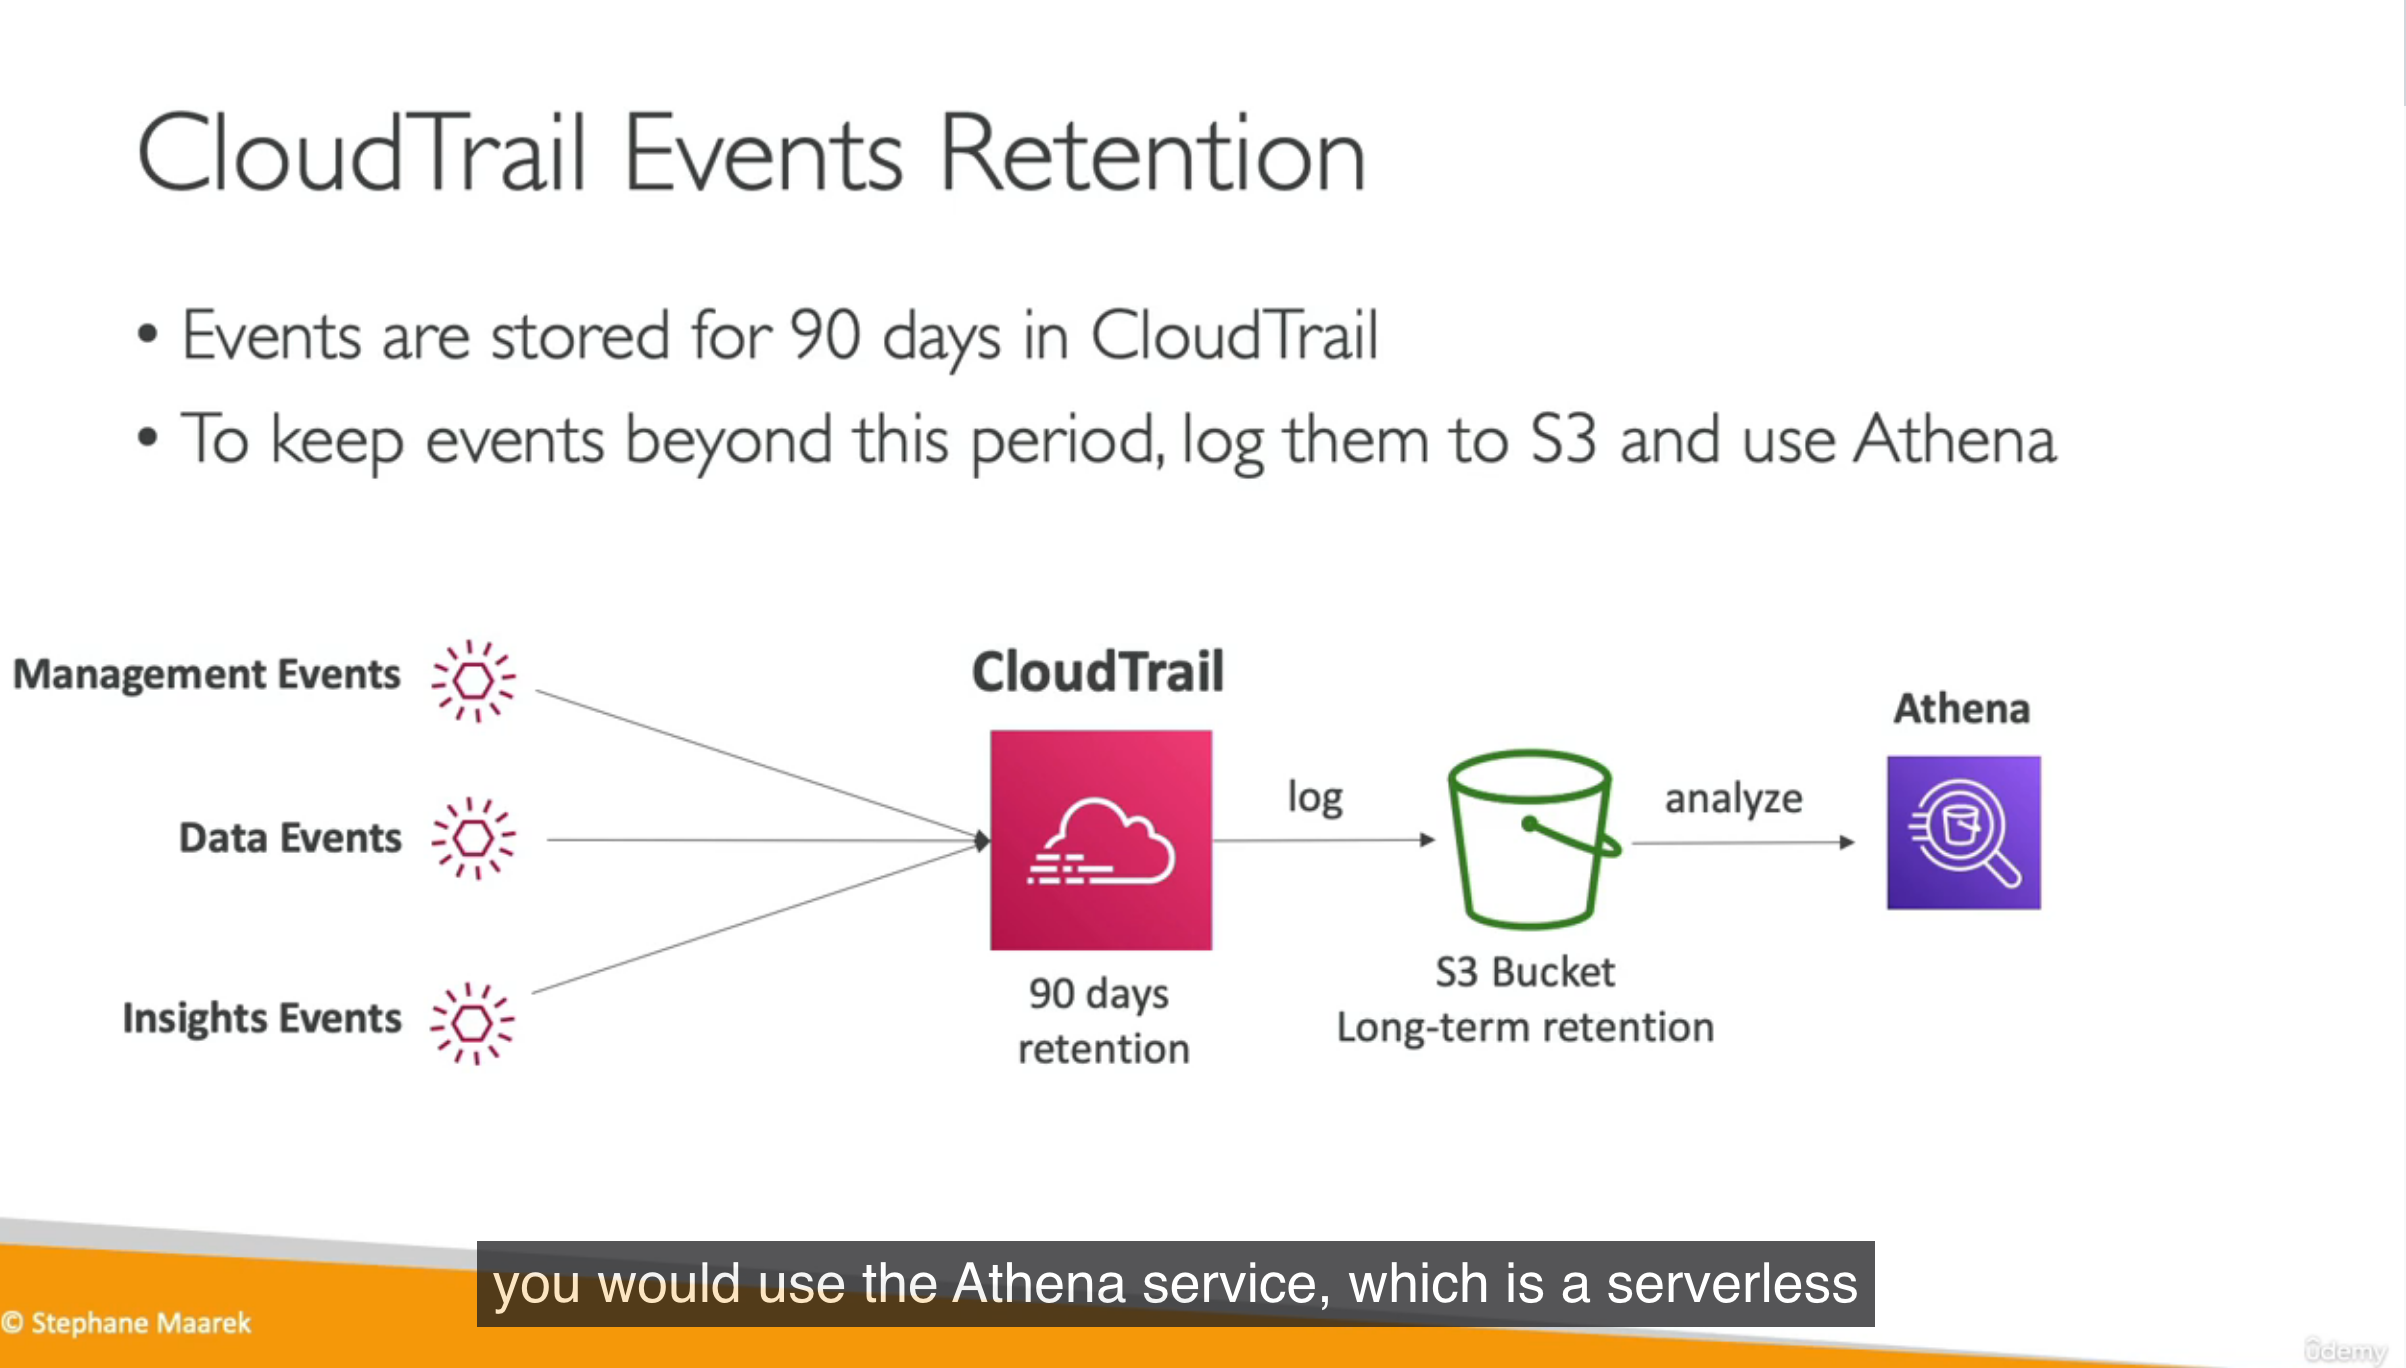 CloudTrail Events Retention
• Events are stored for 90 days in CloudTrail
• To keep events beyond this period, log them to S3 and use Athena
Management Events
Data Events
Insights Events
CloudTrail
90 days
retention
log
S3 Bucket
Long-term retention
analyze
Athena
you would use the Athena service, which is a serverless
© Stephane Maarek
ûdemy